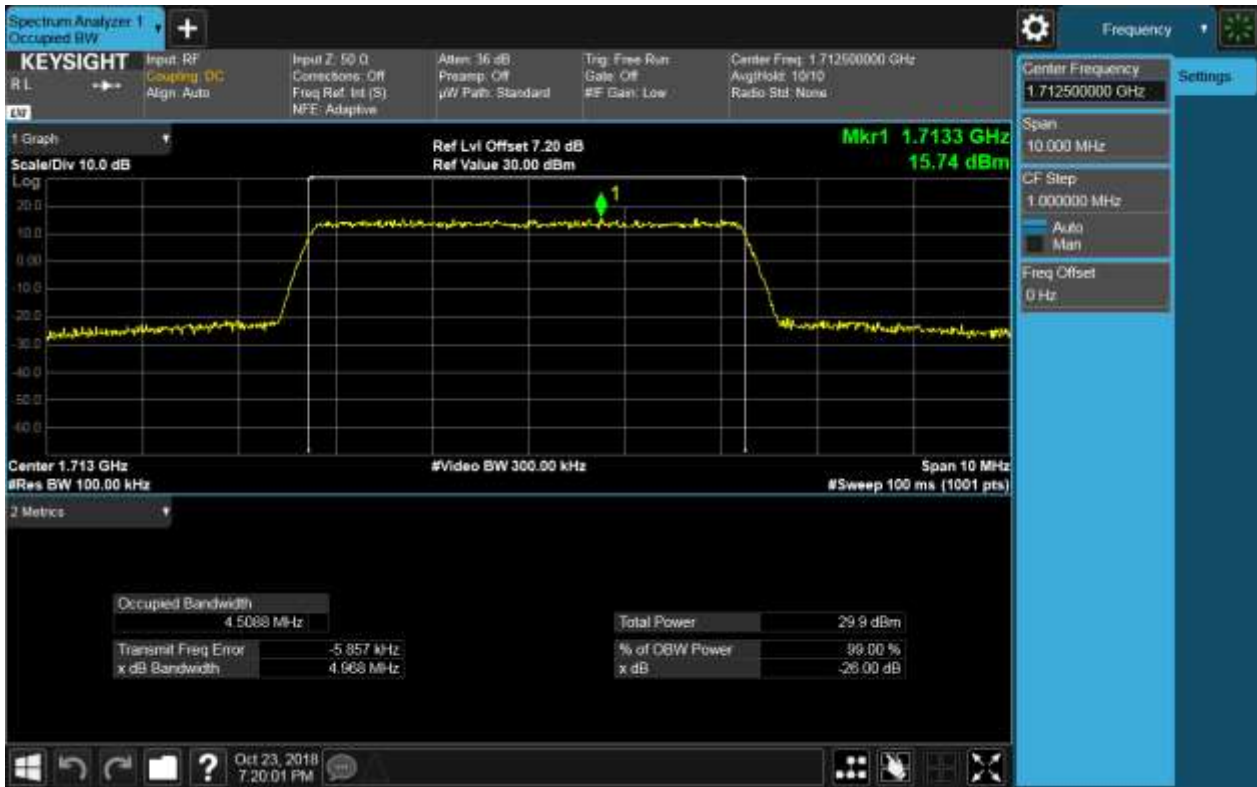 Spectrum Analyzer 1
Occupied BW
Frequency
KEYSIGHT
R L
Input: RF
Coupling: DC
Align: Auto
Input Z: 50 Ω
Corrections: Off
Freq Ref: Int (S)
NFE: Adaptive
Atten: 36 dB
Preamp: Off
µW Path: Standard
Trig: Free Run
Gate: Off
#IF Gain: Low
Center Freq: 1.712500000 GHz
Avg|Hold: 10/10
Radio Std: None
Center Frequency
1.712500000 GHz
Settings
Span
10.000 MHz
CF Step
1.000000 MHz
Auto
Man
Freq Offset
0 Hz
1 Graph
Scale/Div 10.0 dB
Ref Lvl Offset 7.20 dB
Ref Value 30.00 dBm
Mkr1 1.7133 GHz
15.74 dBm
Log
20.0
10.0
0.00
-10.0
-20.0
-30.0
-40.0
-50.0
-60.0
1
Center 1.713 GHz
#Video BW 300.00 kHz
Span 10 MHz
#Res BW 100.00 kHz
#Sweep 100 ms (1001 pts)
2 Metrics
Occupied Bandwidth
4.5088 MHz
Transmit Freq Error -5.857 kHz
x dB Bandwidth 4.968 MHz
Total Power 29.9 dBm
% of OBW Power 99.00 %
x dB -26.00 dB
?
Oct 23, 2018
7:20:01 PM